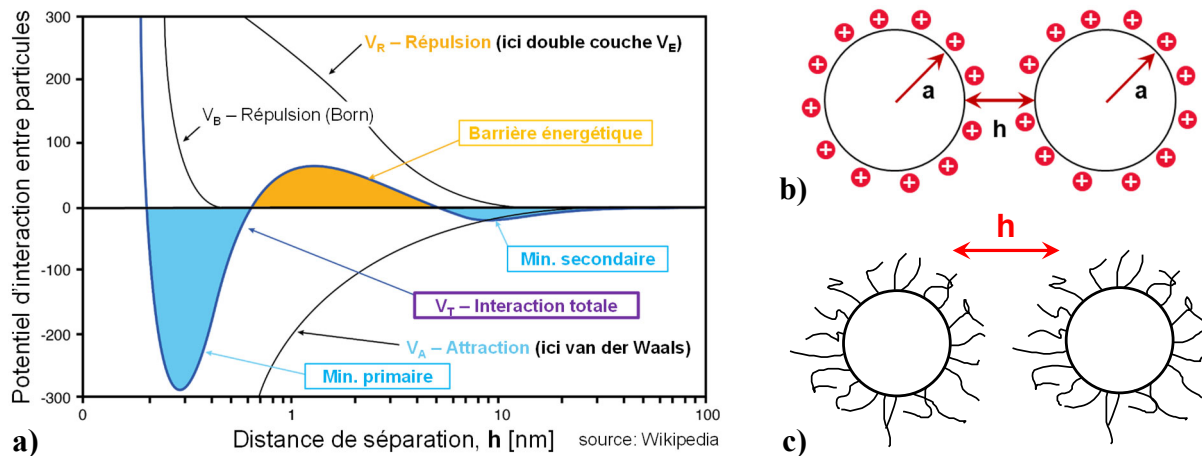 Potentiel d'interaction entre particules
300
200
100
0
-100
-200
-300
V_R – Répulsion (ici double couche V_E)
V_B – Répulsion (Born)
Barrière énergétique
Min. secondaire
V_T – Interaction totale
V_A – Attraction (ici van der Waals)
Min. primaire
0 0 1 10 100
a) Distance de séparation, h [nm] source: Wikipedia
+ + + + + + + + + + + + +
+ + + + + + + + + + + +
a
a
h
b)
h
c)